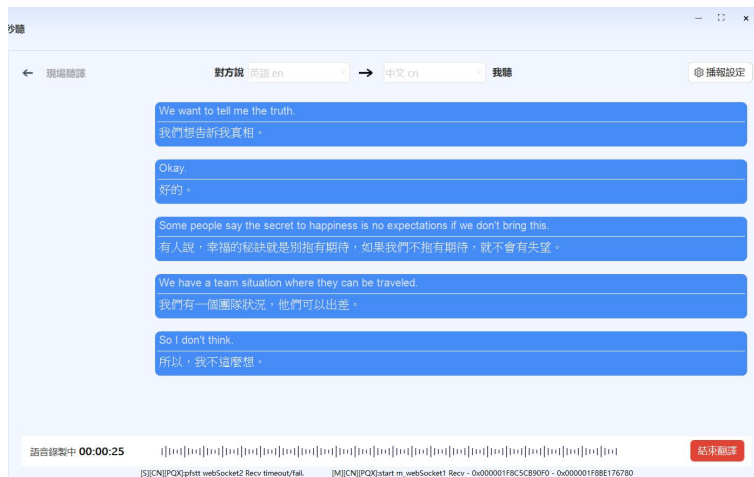 秒聽
現場聽譯 對方說 英語 en 中文 cn 我聽 播報設定
We want to tell me the truth.
我們想告訴我真相。
Okay.
好的。
Some people say the secret to happiness is no expectations if we don't bring this.
有人說，幸福的秘訣就是別抱有期待，如果我們不抱有期待，就不會有失望。
We have a team situation where they can be traveled.
我們有一個團隊狀況，他們可以出差。
So I don't think.
所以，我不這麼想。
語音錄製中 00:00:25 結束翻譯
[S][CN][PQX]:pfstt webSocket2 Recv timeout/fail. [M][CN][PQX]:start m_webSocket1 Recv - 0x000001F8C5CB90F0 - 0x000001F8BE176780